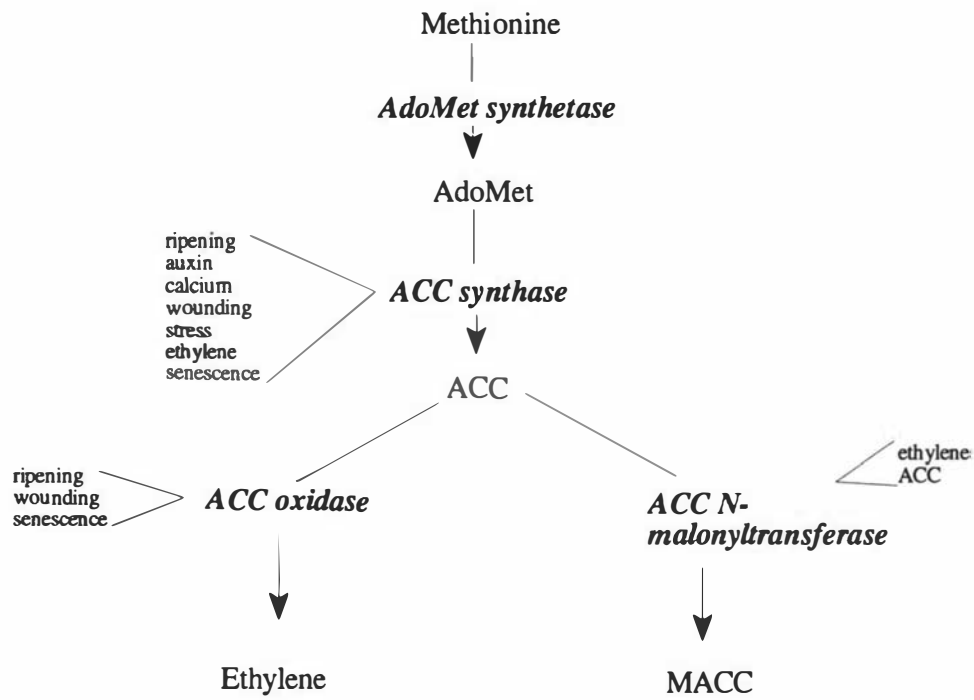 Methionine
AdoMet synthetase
AdoMet
ripening
auxin
calcium
wounding
stress
ethylene
senescence
ACC synthase
ACC
ripening
wounding
senescence
ACC oxidase
ethylene
ACC
ACC N-
malonyltransferase
Ethylene
MACC